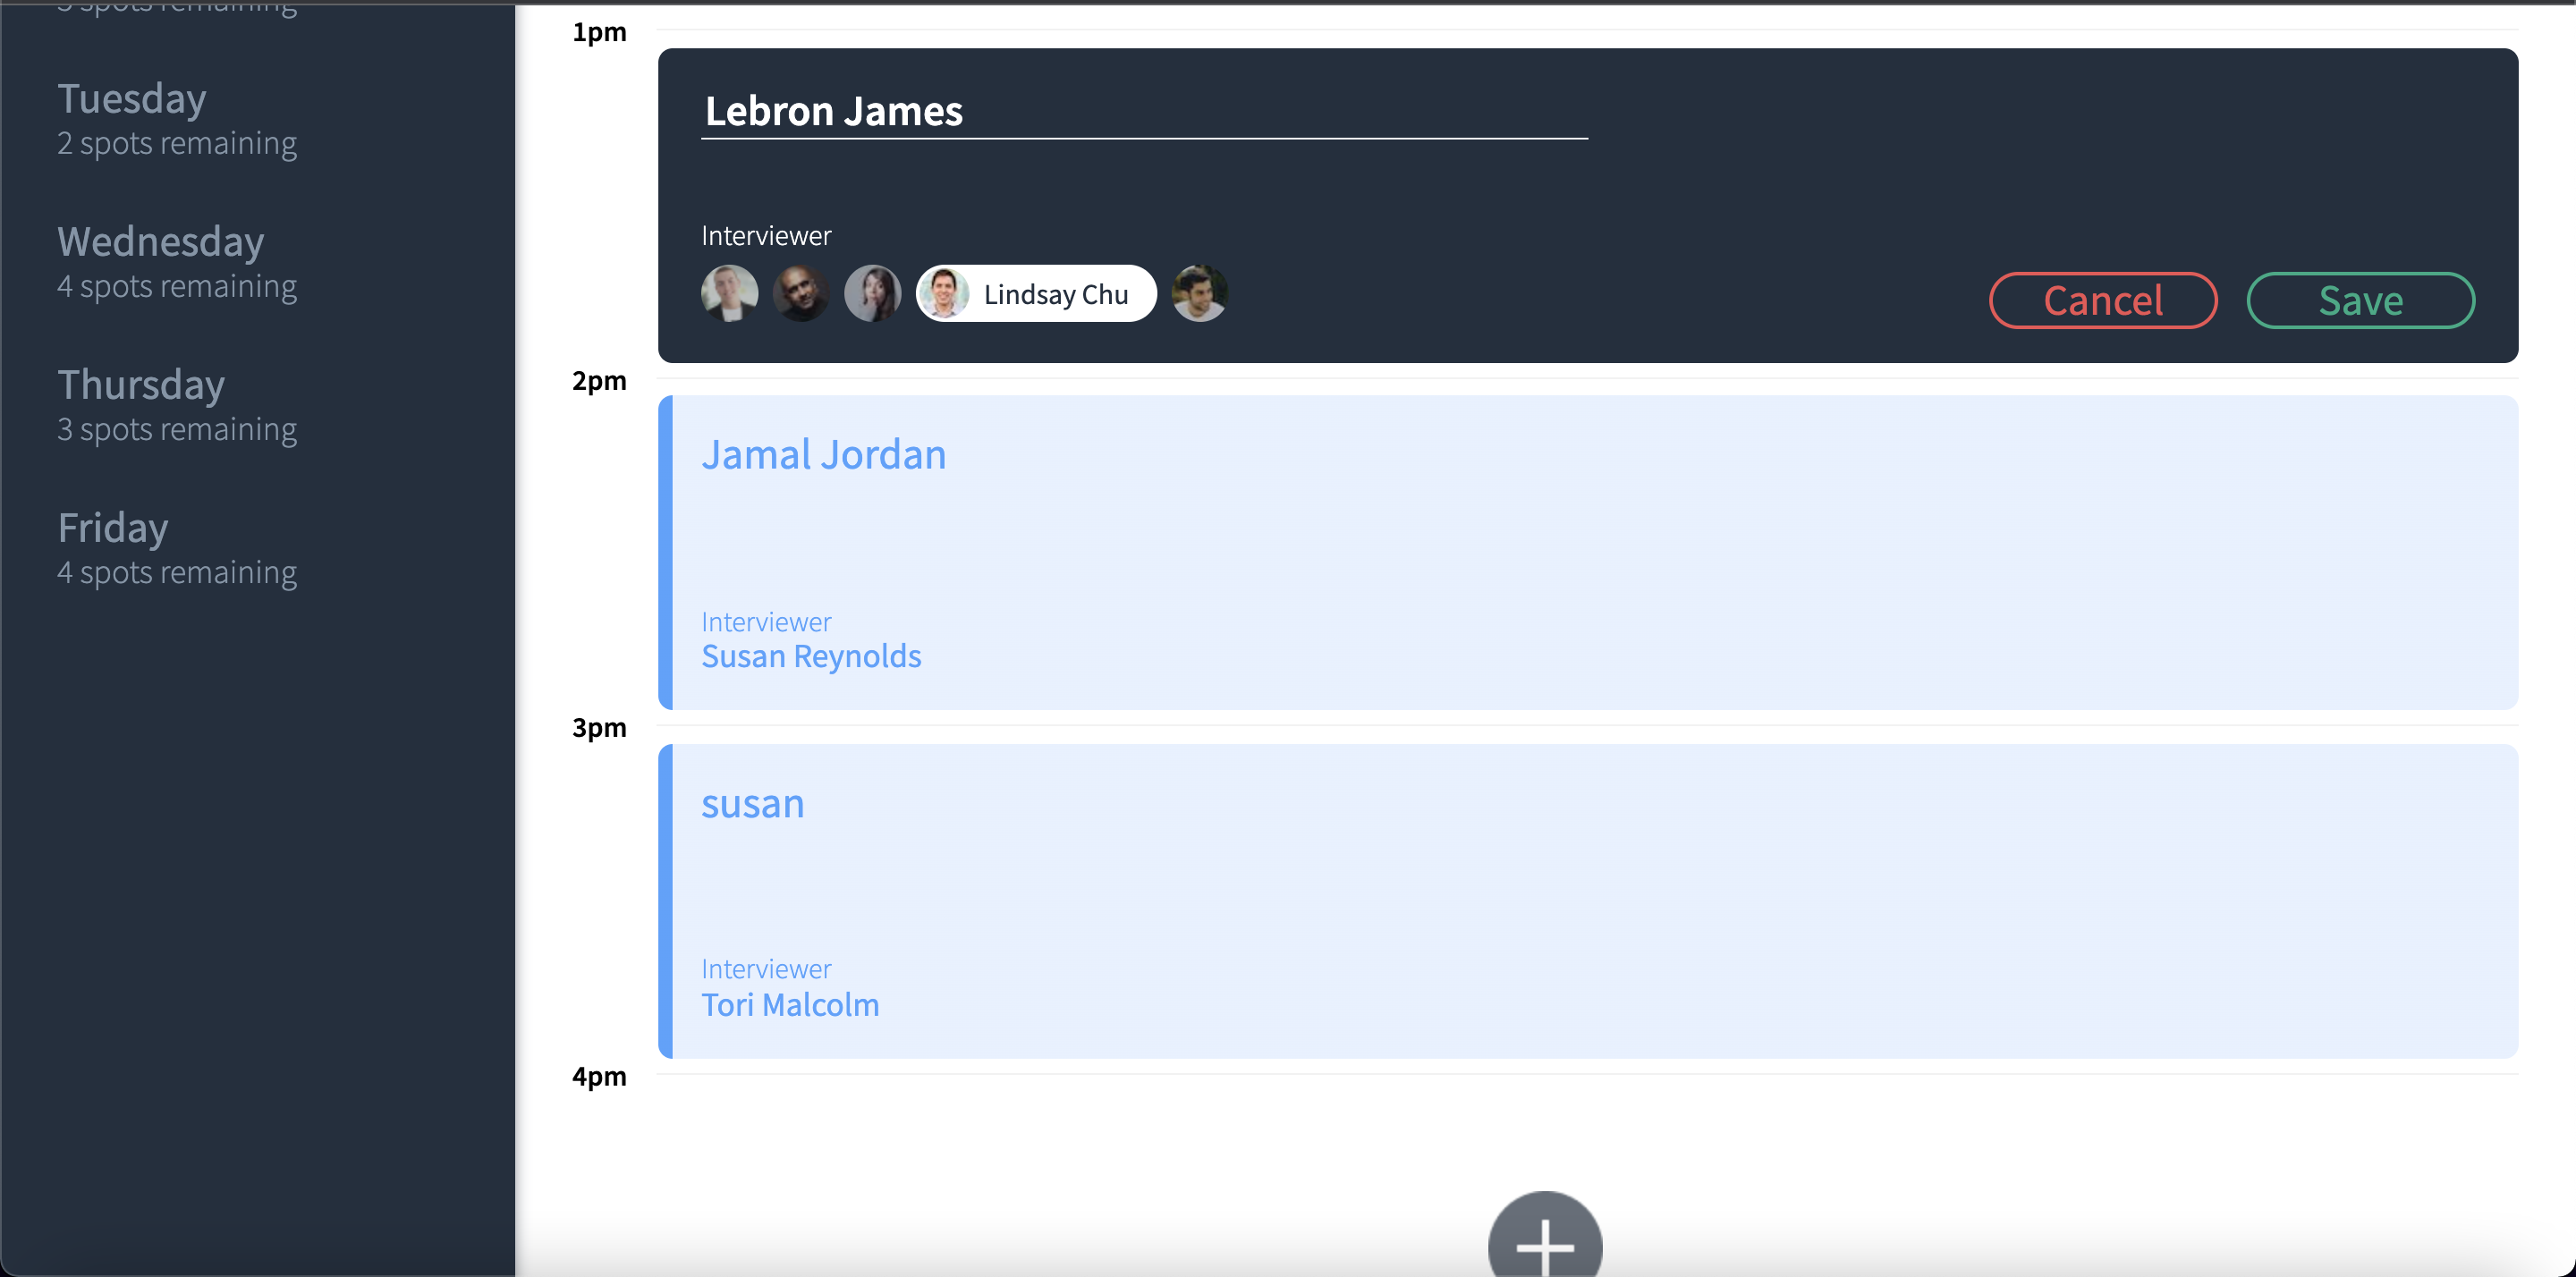 spots remaining
Tuesday
2 spots remaining
Wednesday
4 spots remaining
Thursday
3 spots remaining
Friday
4 spots remaining
1pm
Lebron James
Interviewer
Lindsay Chu
Cancel
Save
2pm
Jamal Jordan
Interviewer
Susan Reynolds
3pm
susan
Interviewer
Tori Malcolm
4pm